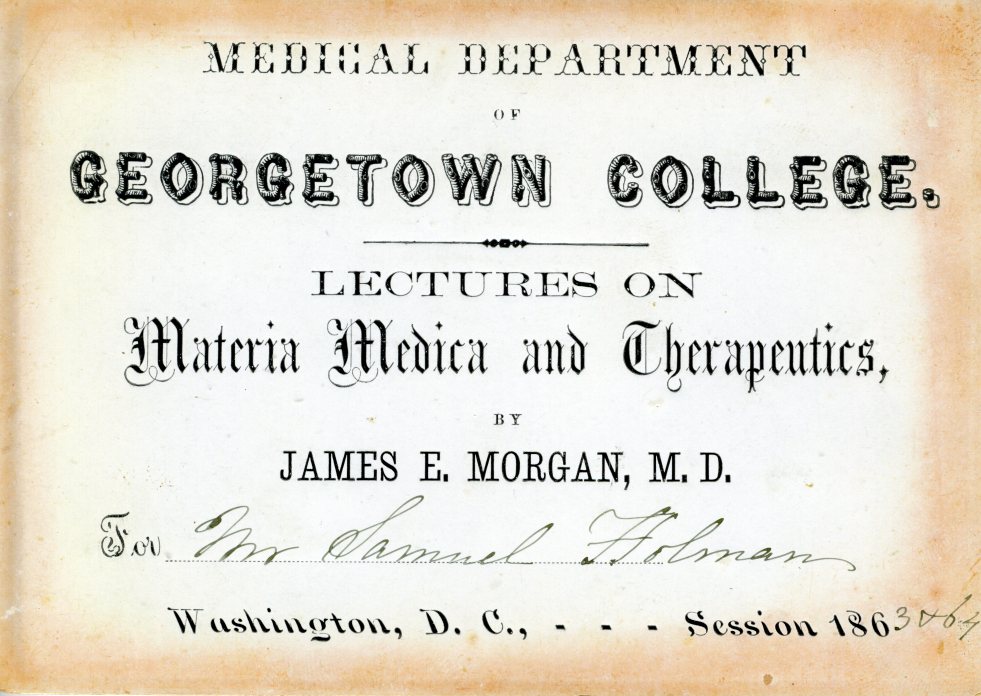 MEDICAL DEPARTMENT
OF
GEORGETOWN COLLEGE.
LECTURES ON
Materia Medica and Therapeutics,
BY
JAMES E. MORGAN, M. D.
For Mr Samuel Holman
Washington, D. C., - - - Session 1863 & 64